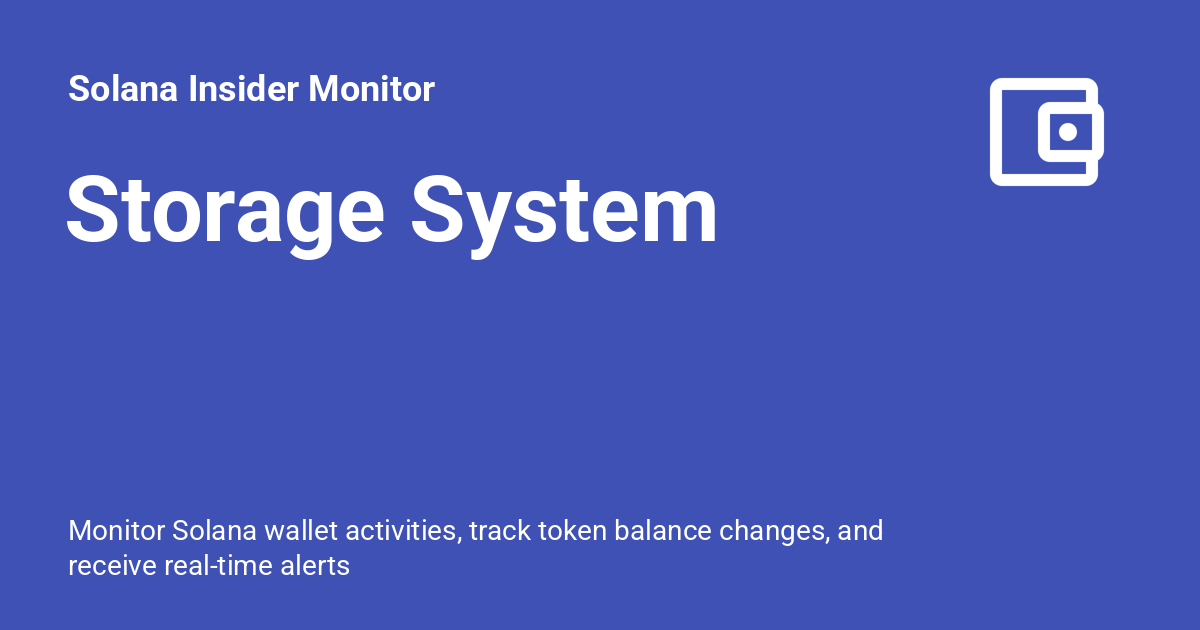 Solana Insider Monitor
Storage System
Monitor Solana wallet activities, track token balance changes, and
receive real-time alerts